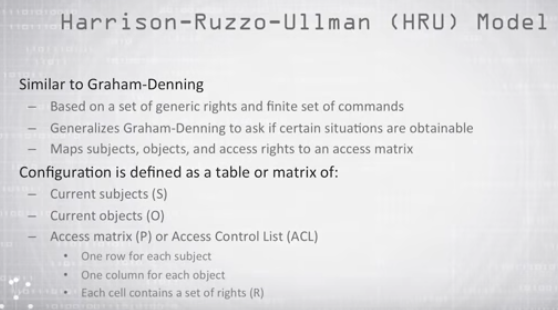 Harrison-Ruzzo-Ullman (HRU) Model
Similar to Graham-Denning
– Based on a set of generic rights and finite set of commands
– Generalizes Graham-Denning to ask if certain situations are obtainable
– Maps subjects, objects, and access rights to an access matrix
Configuration is defined as a table or matrix of:
– Current subjects (S)
– Current objects (O)
– Access matrix (P) or Access Control List (ACL)
• One row for each subject
• One column for each object
• Each cell contains a set of rights (R)